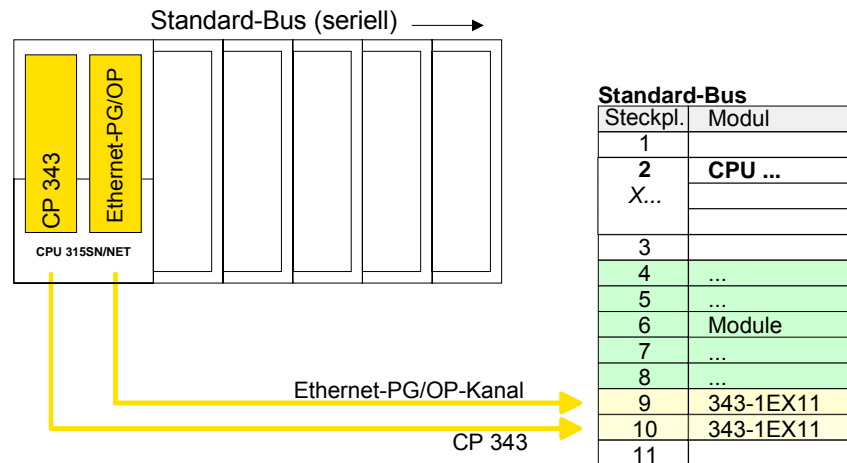 Standard-Bus (seriell)
CP 343
Ethernet-PG/OP
CPU 315SN/NET
Ethernet-PG/OP-Kanal
CP 343
Standard-Bus
Steckpl. Modul
1
2 CPU ...
X...
3
4 ...
5 ...
6 Module
7 ...
8 ...
9 343-1EX11
10 343-1EX11
11